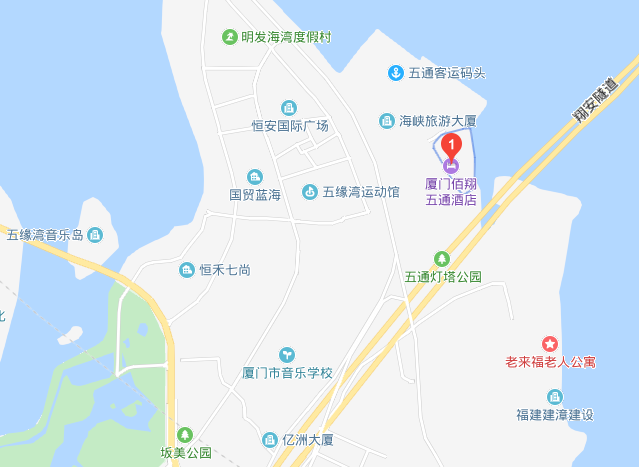 明发海湾度假村
五通客运码头
翔安隧道
海峡旅游大厦
恒安国际广场
1
厦门佰翔
五通酒店
国贸蓝海
五缘湾运动馆
五缘湾音乐岛
恒禾七尚
五通灯塔公园
北
厦门市音乐学校
老来福老人公寓
福建建漳建设
亿洲大厦
坂美公园